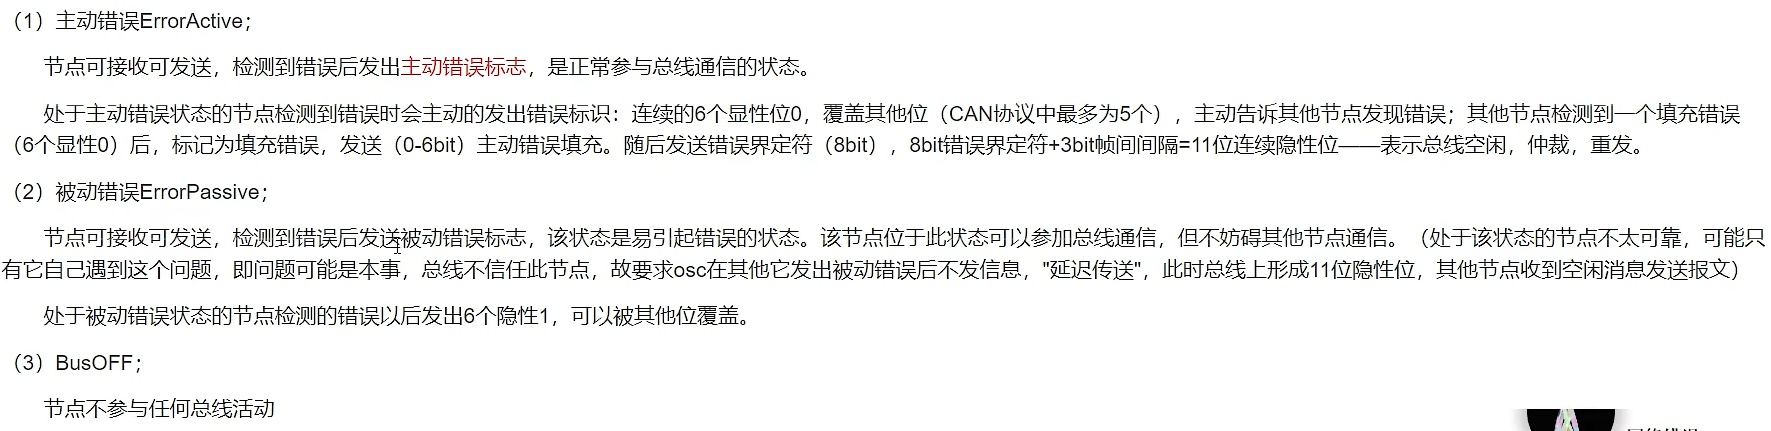 （1）主动错误ErrorActive；
节点可接收可发送，检测到错误后发出主动错误标志，是正常参与总线通信的状态。
处于主动错误状态的节点检测到错误时会主动的发出错误标识：连续的6个显性位0，覆盖其他位（CAN协议中最多为5个），主动告诉其他节点发现错误；其他节点检测到一个填充错误
（6个显性0）后，标记为填充错误，发送（0-6bit）主动错误填充。随后发送错误界定符（8bit），8bit错误界定符+3bit帧间间隔=11位连续隐性位——表示总线空闲，仲裁，重发。
（2）被动错误ErrorPassive；
节点可接收可发送，检测到错误后发送被动错误标志，该状态是易引起错误的状态。该节点位于此状态可以参加总线通信，但不妨碍其他节点通信。（处于该状态的节点不太可靠，可能只
有它自己遇到这个问题，即问题可能是本事，总线不信任此节点，故要求osc在其他它发出被动错误后不发信息，"延迟传送"，此时总线上形成11位隐性位，其他节点收到空闲消息发送报文）
处于被动错误状态的节点检测的错误以后发出6个隐性1，可以被其他位覆盖。
（3）BusOFF；
节点不参与任何总线活动